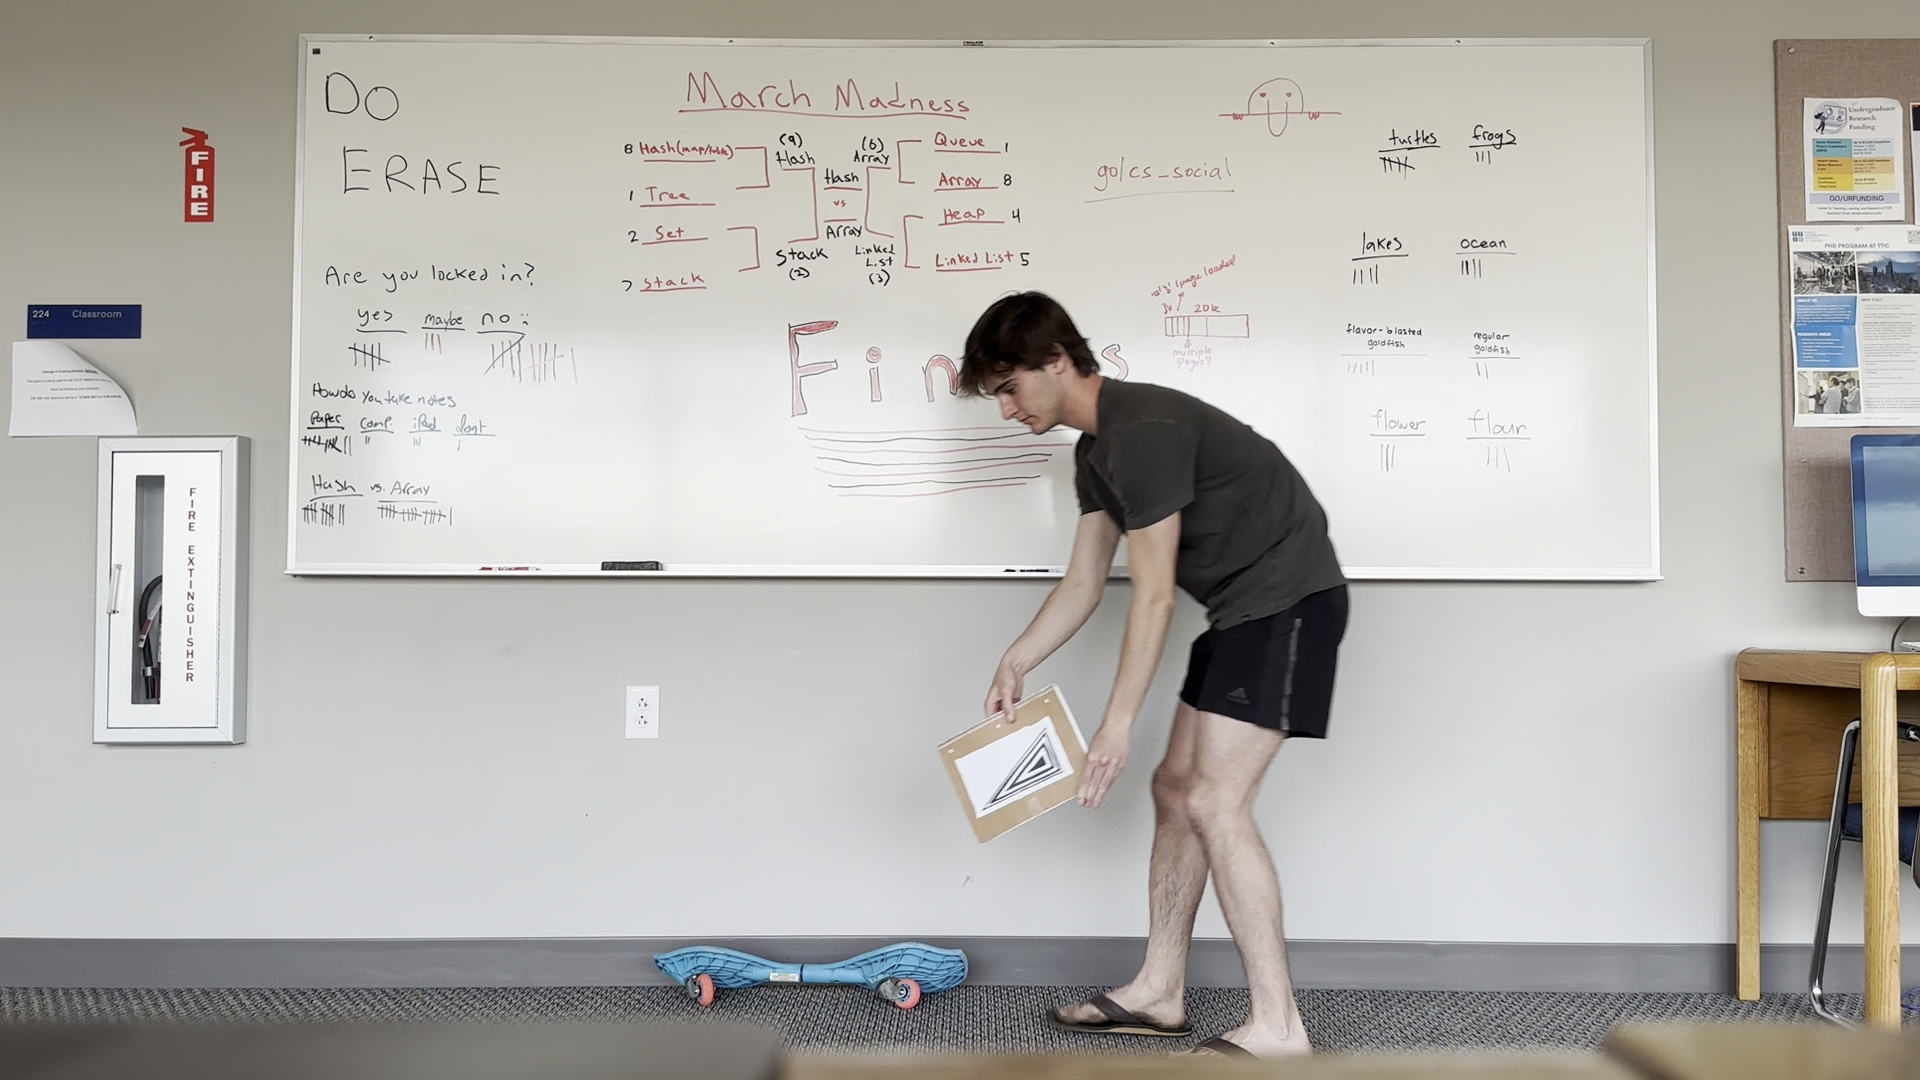 DO
ERASE
March Madness
8 Hash(map/table)
1 Tree
2 Set
7 Stack
(9)
Hash
Stack
(2)
Hash
vs
Array
(6)
Array
Linked
List
(3)
Queue 1
Array 8
Heap 4
Linked List 5
go/cs_social
turtles frogs
lakes ocean
flavor-blasted
goldfish
regular
goldfish
flower flour
Are you locked in?
yes maybe no :
How do you take notes
Paper comp. iPad dont
Hash vs. Array
Fin s
20k
multiple
pages?
FIRE
224 Classroom
FIRE EXTINGUISHER
Undergraduate
Research
Funding
GO/URFUNDING
PHD PROGRAM AT TTIC